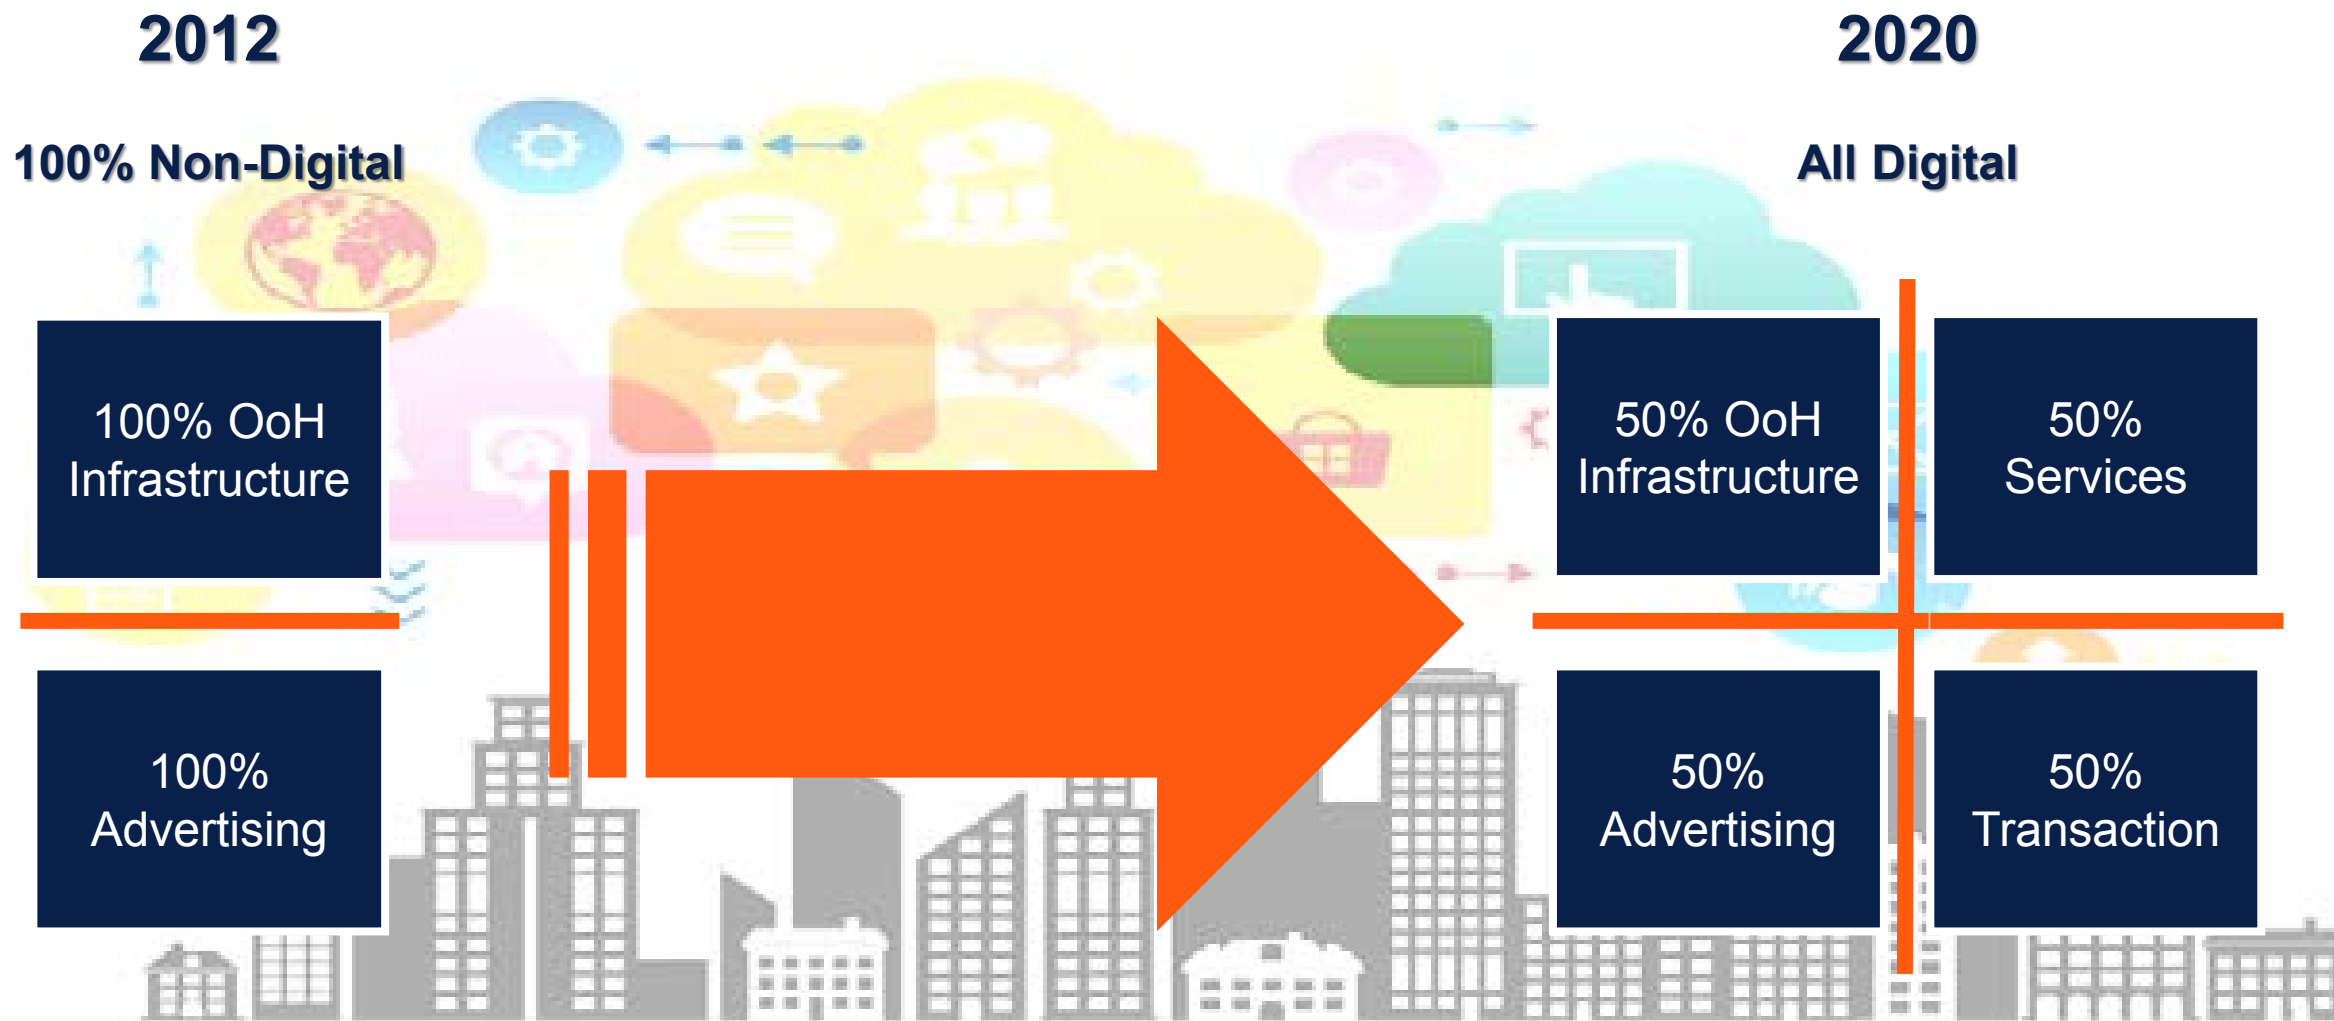 2012
100% Non-Digital
100% OoH
Infrastructure
100%
Advertising
2020
All Digital
50% OoH
Infrastructure
50%
Services
50%
Advertising
50%
Transaction